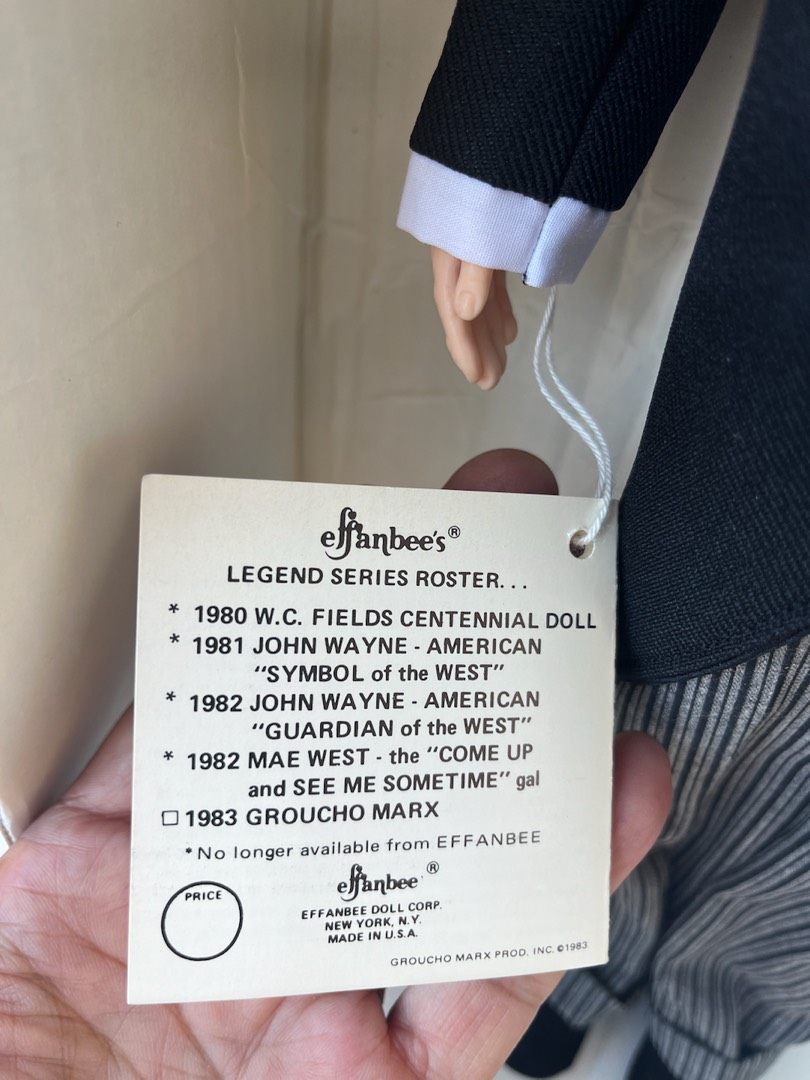 effanbee's®
LEGEND SERIES ROSTER...
* 1980 W.C. FIELDS CENTENNIAL DOLL
* 1981 JOHN WAYNE - AMERICAN
"SYMBOL of the WEST"
* 1982 JOHN WAYNE - AMERICAN
"GUARDIAN of the WEST"
* 1982 MAE WEST - the "COME UP
and SEE ME SOMETIME" gal
☐ 1983 GROUCHO MARX
*No longer available from EFFANBEE
PRICE
effanbee®
EFFANBEE DOLL CORP.
NEW YORK, N.Y.
MADE IN U.S.A.
GROUCHO MARX PROD. INC. ©1983